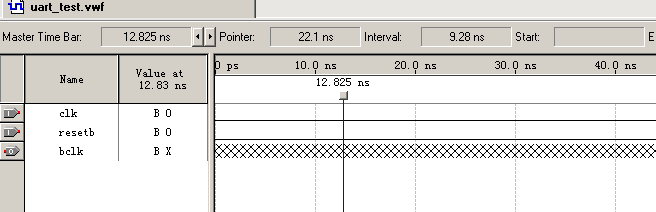 uart_test.vwf
Master Time Bar: 12.825 ns Pointer: 22.1 ns Interval: 9.28 ns Start: E
Name Value at 12.83 ns 0 ps 10.0 ns 20.0 ns 30.0 ns 40.0 ns
12.825 ns
clk B 0
resetb B 0
bclk B X